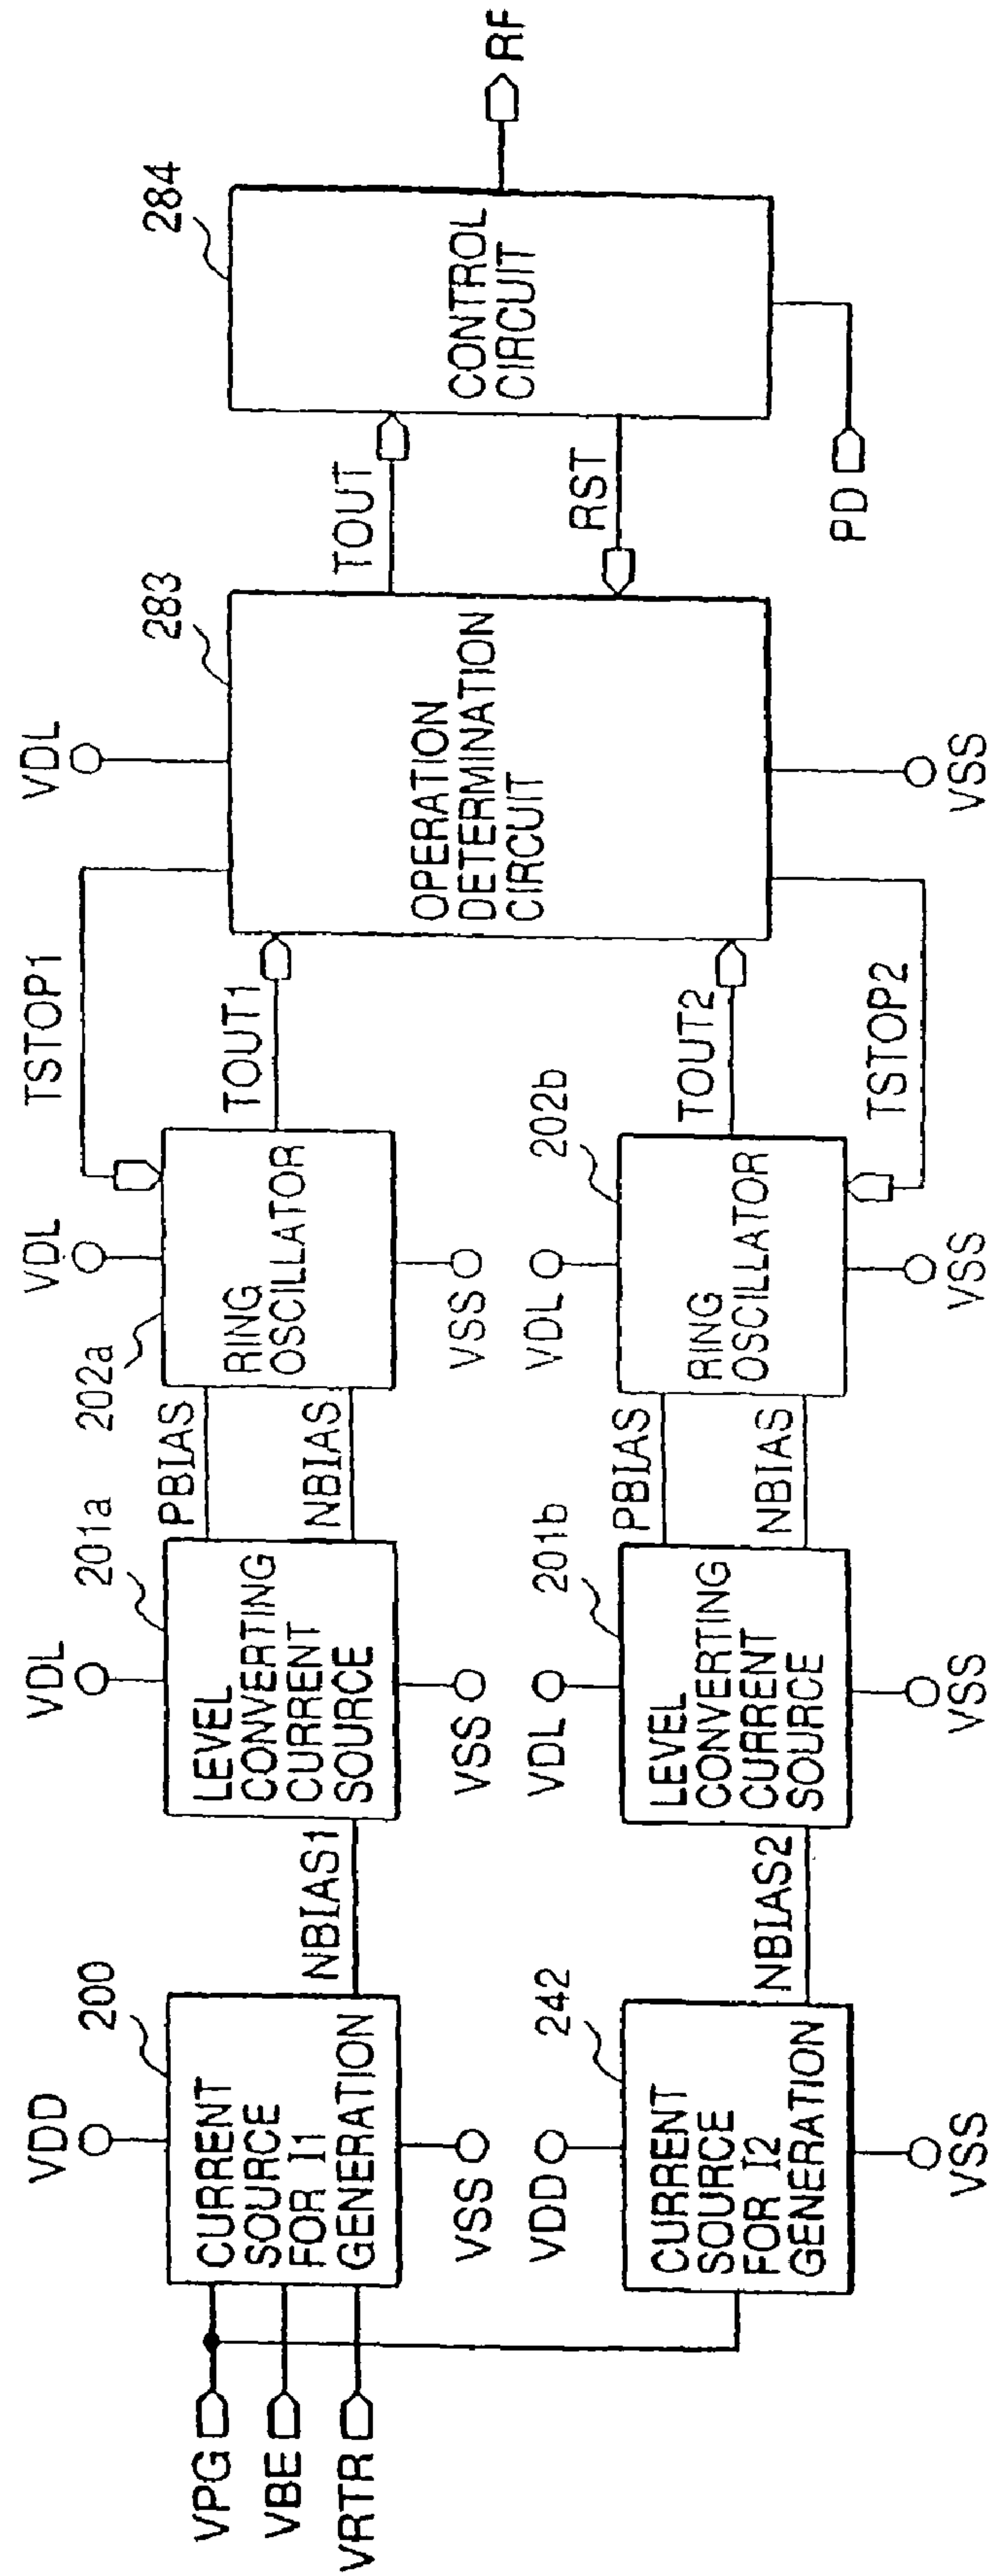 VPG
VBE
VRTR
VDD
200
CURRENT
SOURCE
FOR I1
GENERATION
VSS
NBIAS1
VDL
201a
LEVEL
CONVERTING
CURRENT
SOURCE
VSS
PBIAS
NBIAS
VDL
202a
RING
OSCILLATOR
VSS
TSTOP1
TOUT1
VDD
242
CURRENT
SOURCE
FOR I2
GENERATION
VSS
NBIAS2
VDL
201b
LEVEL
CONVERTING
CURRENT
SOURCE
VSS
PBIAS
NBIAS
VDL
202b
RING
OSCILLATOR
VSS
TOUT2
TSTOP2
VDL
283
OPERATION
DETERMINATION
CIRCUIT
VSS
TOUT
RST
284
CONTROL
CIRCUIT
PD
RF